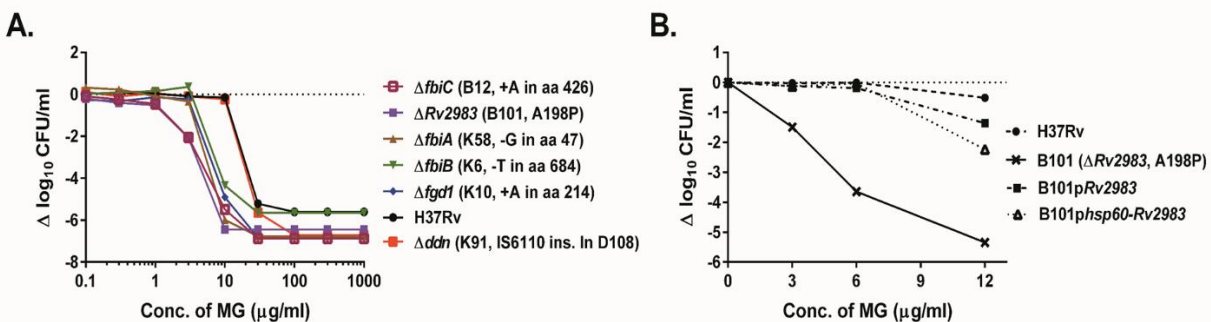 A.
2
0
-2
-4
-6
-8
Δ log10 CFU/ml
0.1
1
10
100
1000
Conc. of MG (μg/ml)
ΔfbiC (B12, +A in aa 426)
ΔRv2983 (B101, A198P)
ΔfbiA (K58, -G in aa 47)
ΔfbiB (K6, -T in aa 684)
Δfgd1 (K10, +A in aa 214)
H37Rv
Δddn (K91, IS6110 ins. In D108)
B.
1
0
-1
-2
-3
-4
-5
-6
Δ log10 CFU/ml
0
3
6
9
12
Conc. of MG (μg/ml)
H37Rv
B101 (ΔRv2983, A198P)
B101pRv2983
B101phsp60-Rv2983